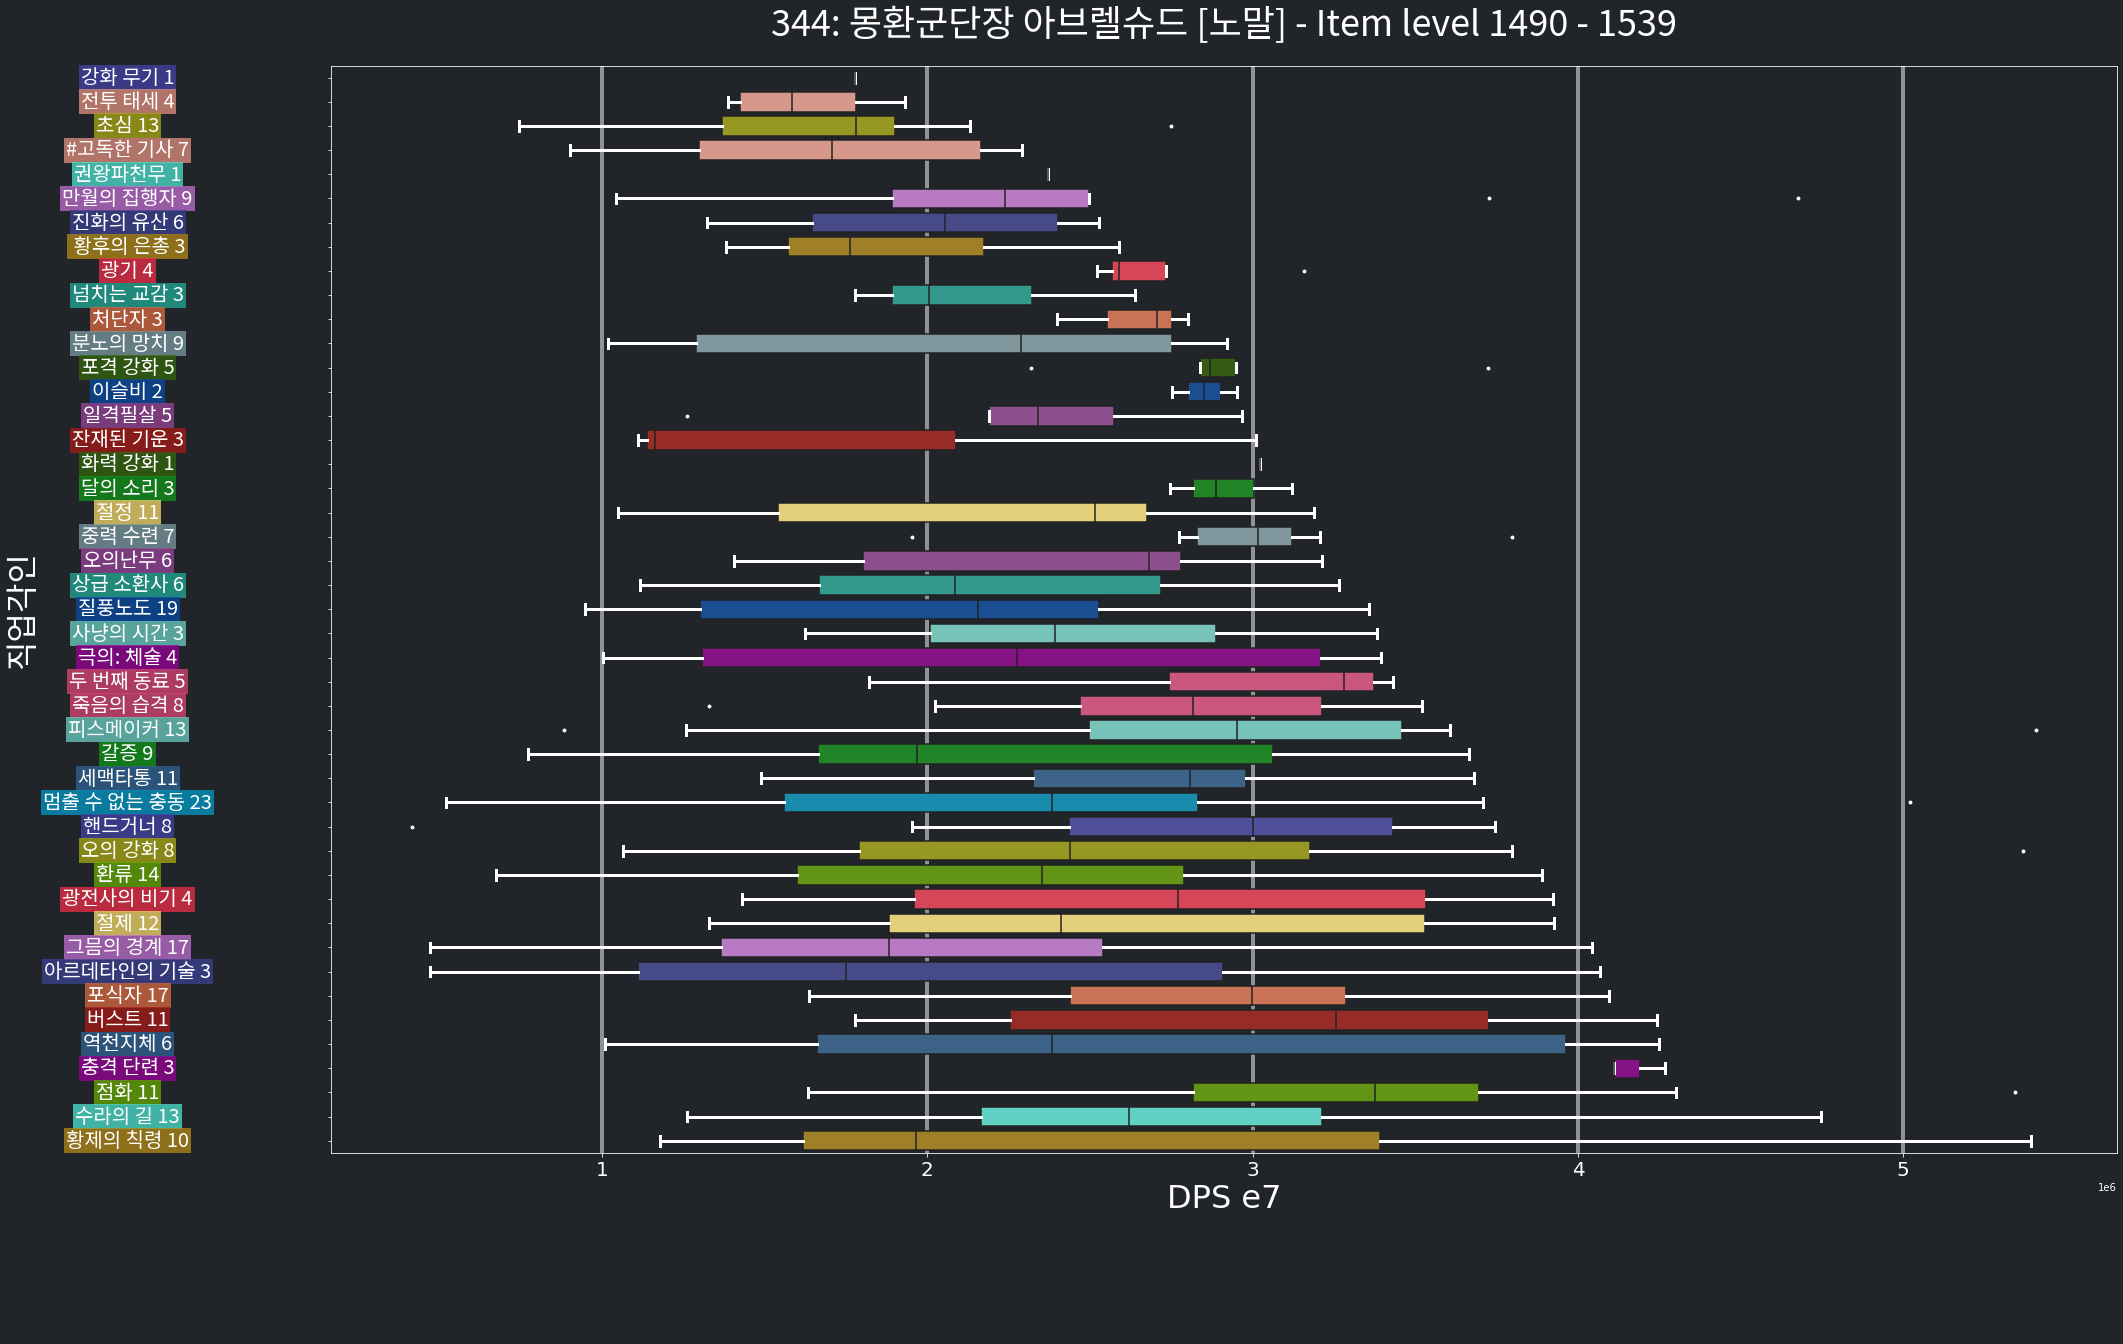 344: 몽환군단장 아브렐슈드 [노말] - Item level 1490 - 1539
직업각인
강화 무기 1
전투 태세 4
초심 13
#고독한 기사 7
권왕파천무 1
만월의 집행자 9
진화의 유산 6
황후의 은총 3
광기 4
넘치는 교감 3
처단자 3
분노의 망치 9
포격 강화 5
이슬비 2
일격필살 5
잔재된 기운 3
화력 강화 1
달의 소리 3
절정 11
중력 수련 7
오의난무 6
상급 소환사 6
질풍노도 19
사냥의 시간 3
극의: 체술 4
두 번째 동료 5
죽음의 습격 8
피스메이커 13
갈증 9
세맥타통 11
멈출 수 없는 충동 23
핸드거너 8
오의 강화 8
환류 14
광전사의 비기 4
절제 12
그믐의 경계 17
아르데타인의 기술 3
포식자 17
버스트 11
역천지체 6
충격 단련 3
점화 11
수라의 길 13
황제의 칙령 10
1 2 3 4 5
DPS e7
1e6